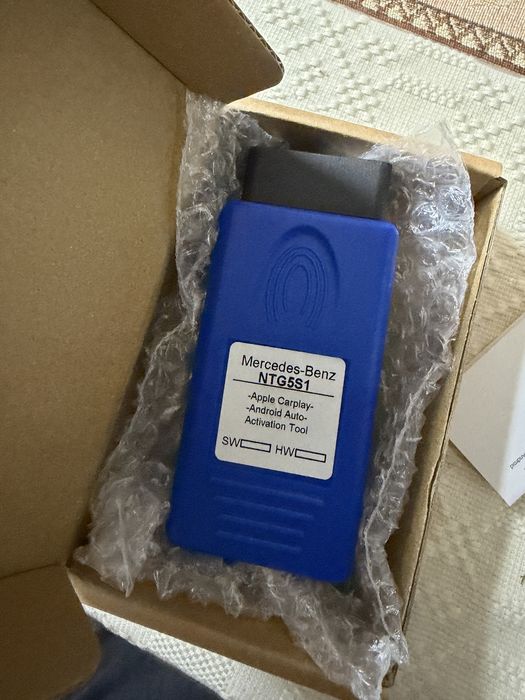 Mercedes-Benz
NTG5S1
-Apple Carplay-
-Android Auto-
Activation Tool
SW HW